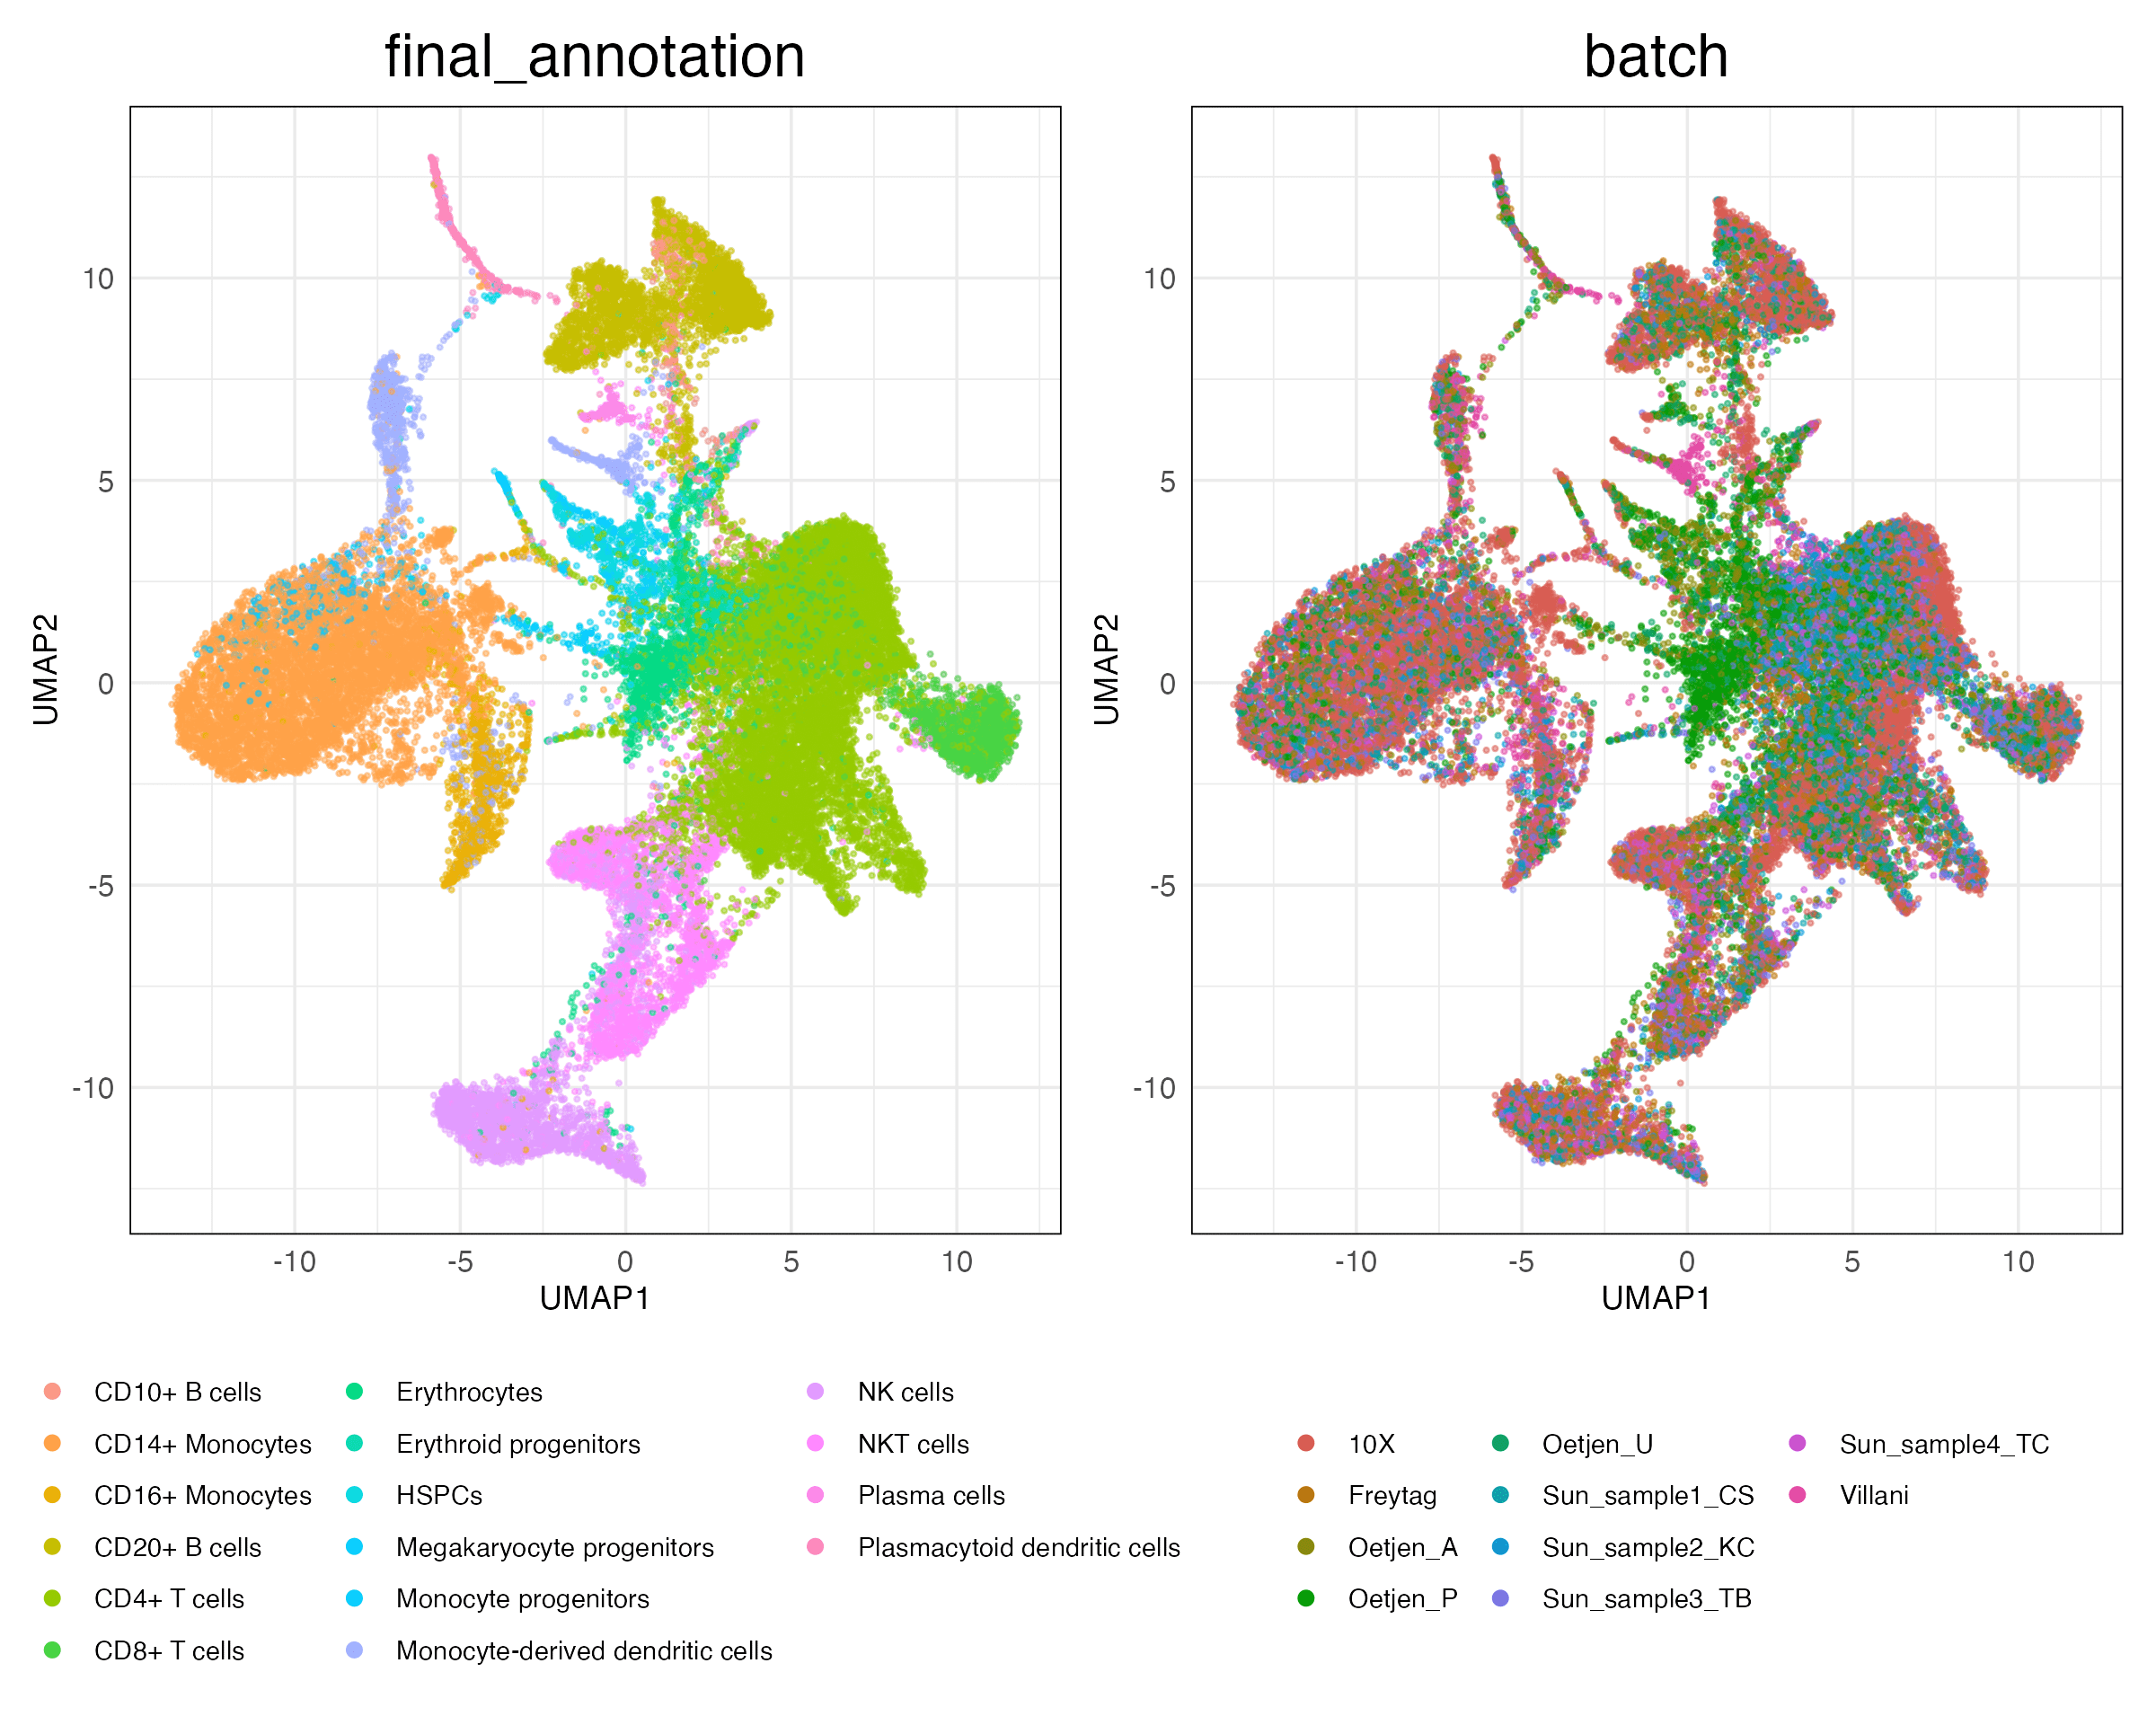 final_annotation
batch
10
5
0
-5
-10
UMAP2
-10
-5
0
5
10
UMAP1
10
5
0
-5
-10
UMAP2
-10
-5
0
5
10
UMAP1
CD10+ B cells
CD14+ Monocytes
CD16+ Monocytes
CD20+ B cells
CD4+ T cells
CD8+ T cells
Erythrocytes
Erythroid progenitors
HSPCs
Megakaryocyte progenitors
Monocyte progenitors
Monocyte-derived dendritic cells
NK cells
NKT cells
Plasma cells
Plasmacytoid dendritic cells
10X
Freytag
Oetjen_A
Oetjen_P
Oetjen_U
Sun_sample1_CS
Sun_sample2_KC
Sun_sample3_TB
Sun_sample4_TC
Villani